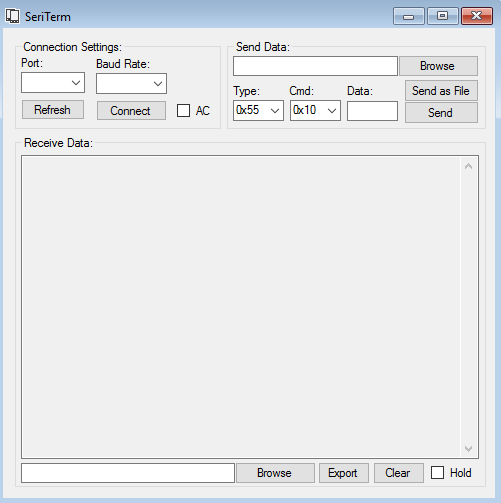 SeriTerm
Connection Settings:
Port:
Baud Rate:
Refresh
Connect
AC
Send Data:
Browse
Type:
Cmd:
Data:
Send as File
0x55
0x10
Send
Receive Data:
Browse
Export
Clear
Hold